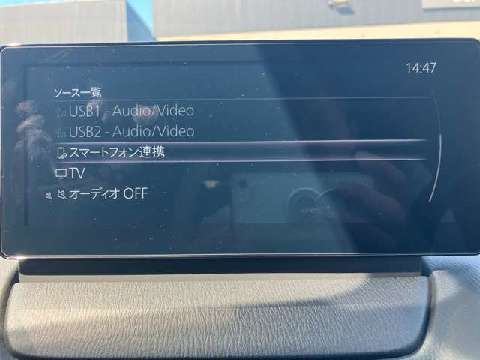 14:47
ソース一覧
USB1 - Audio/Video
USB2 - Audio/Video
スマートフォン連携
TV
オーディオ OFF